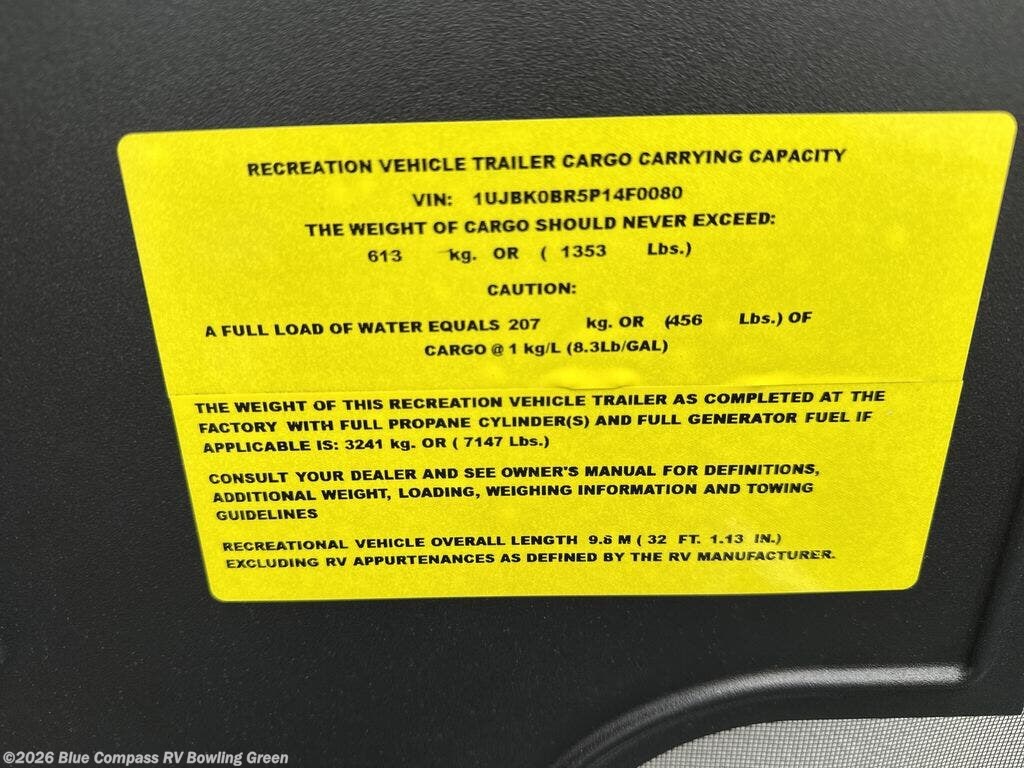 RECREATION VEHICLE TRAILER CARGO CARRYING CAPACITY
VIN: 1UJBK0BR5P14F0080
THE WEIGHT OF CARGO SHOULD NEVER EXCEED:
613 kg. OR ( 1353 Lbs.)
CAUTION:
A FULL LOAD OF WATER EQUALS 207 kg. OR (456 Lbs.) OF
CARGO @ 1 kg/L (8.3Lb/GAL)
THE WEIGHT OF THIS RECREATION VEHICLE TRAILER AS COMPLETED AT THE
FACTORY WITH FULL PROPANE CYLINDER(S) AND FULL GENERATOR FUEL IF
APPLICABLE IS: 3241 kg. OR ( 7147 Lbs.)
CONSULT YOUR DEALER AND SEE OWNER'S MANUAL FOR DEFINITIONS,
ADDITIONAL WEIGHT, LOADING, WEIGHING INFORMATION AND TOWING
GUIDELINES
RECREATIONAL VEHICLE OVERALL LENGTH 9.8 M ( 32 FT. 1.13 IN.)
EXCLUDING RV APPURTENANCES AS DEFINED BY THE RV MANUFACTURER.
©2026 Blue Compass RV Bowling Green